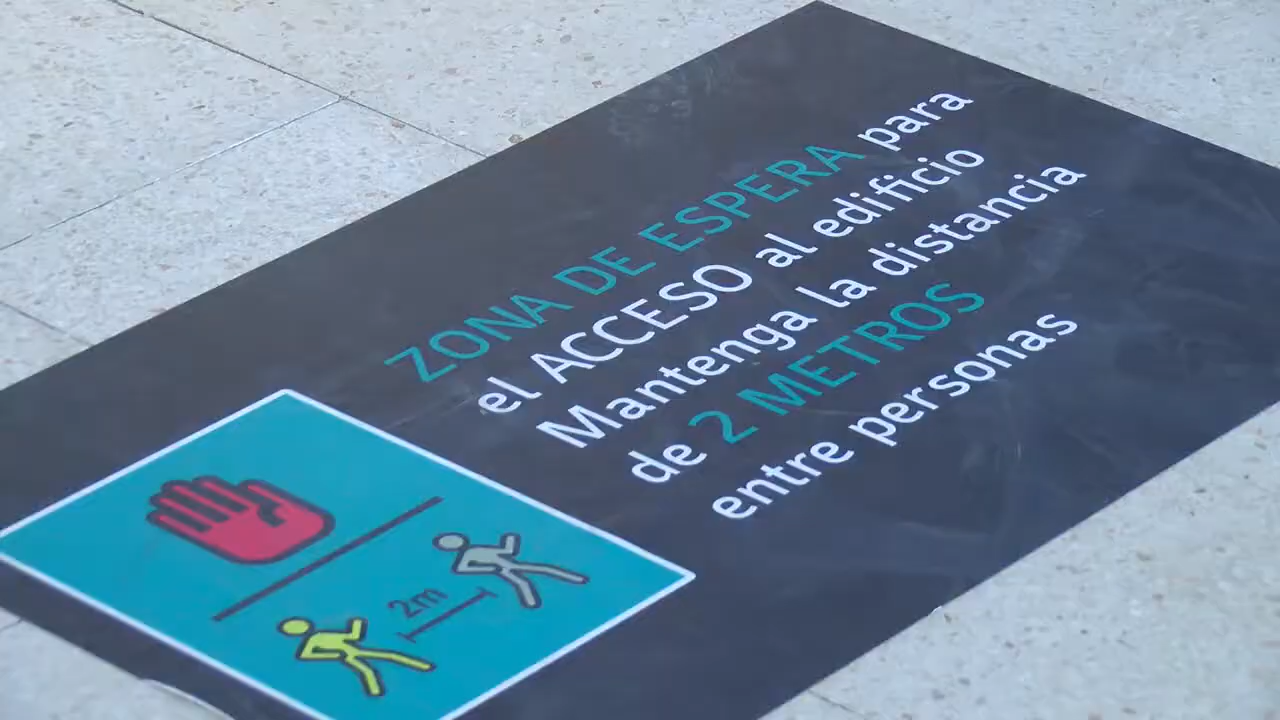 ZONA DE ESPERA para
el ACCESO al edificio
Mantenga la distancia
de 2 METROS
entre personas
2m